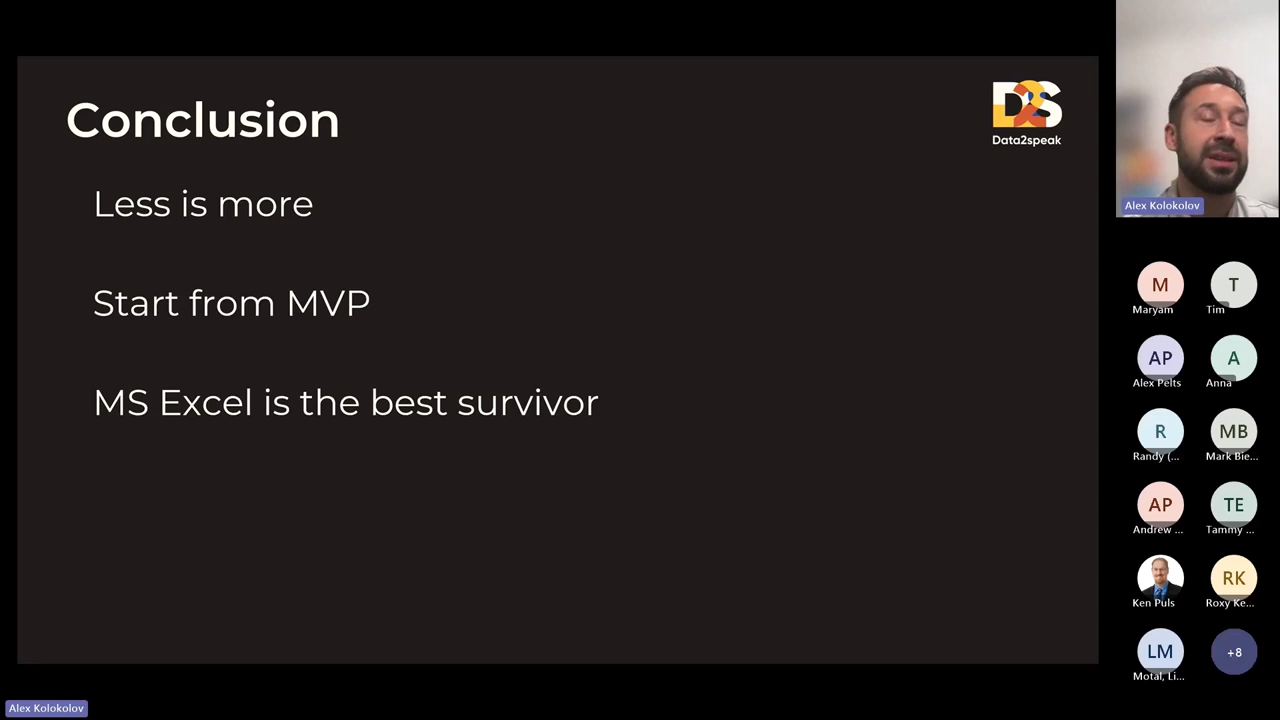 Conclusion
D2S
Data2speak
Less is more
Start from MVP
MS Excel is the best survivor
Alex Kolokolov
M
Maryam
T
Tim
AP
Alex Pelts
A
Anna
R
Randy (...
MB
Mark Bie...
AP
Andrew ...
TE
Tammy ...
Ken Puls
RK
Roxy Ke...
LM
Motal, Li...
+8
Alex Kolokolov